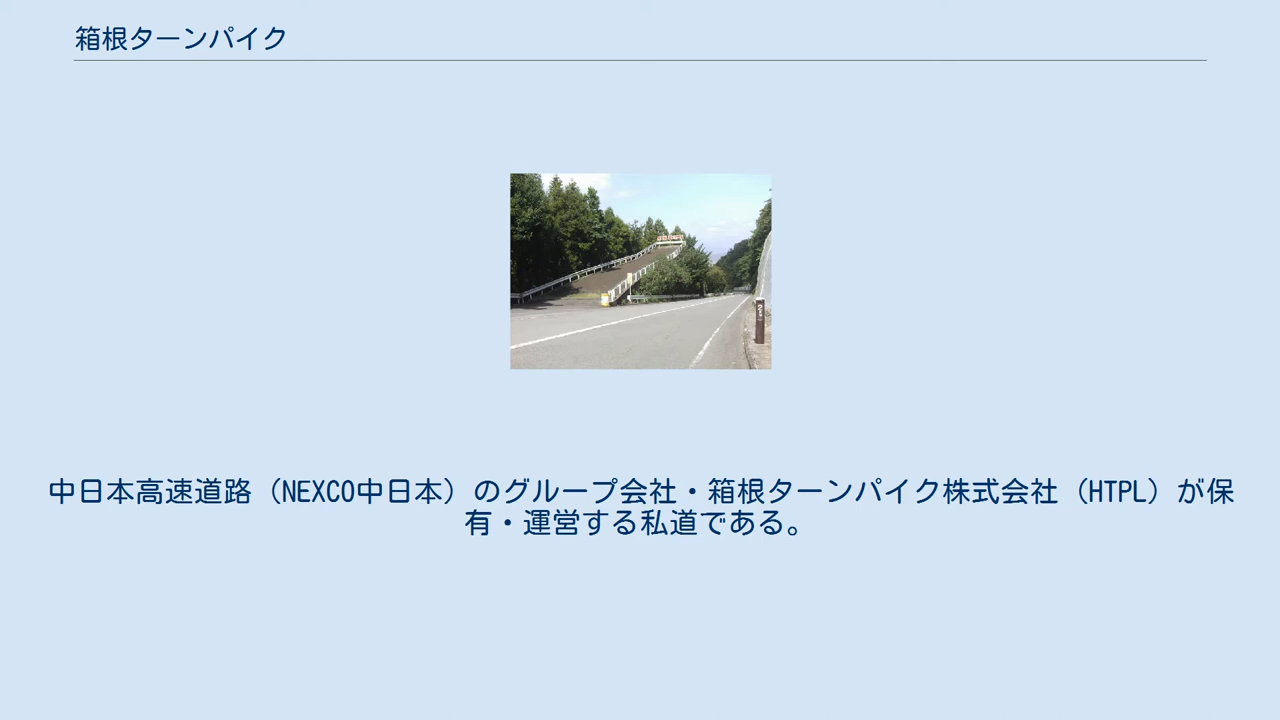 箱根ターンパイク
中日本高速道路（NEXCO中日本）のグループ会社・箱根ターンパイク株式会社（HTPL）が保
有・運営する私道である。